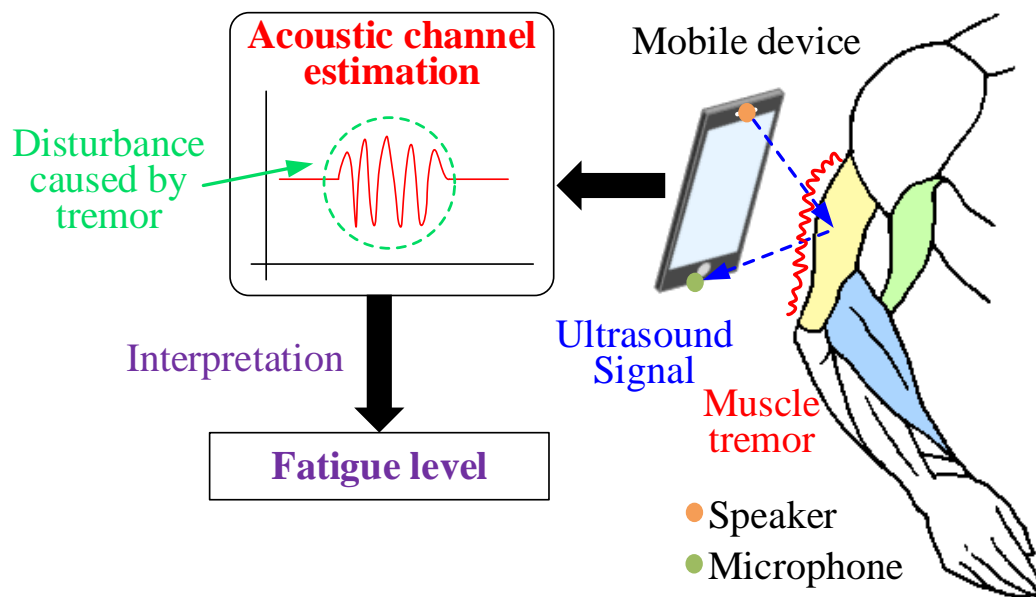 Acoustic channel
estimation
Mobile device
Disturbance
caused by
tremor
Ultrasound
Signal
Interpretation
Muscle
tremor
Fatigue level
Speaker
Microphone